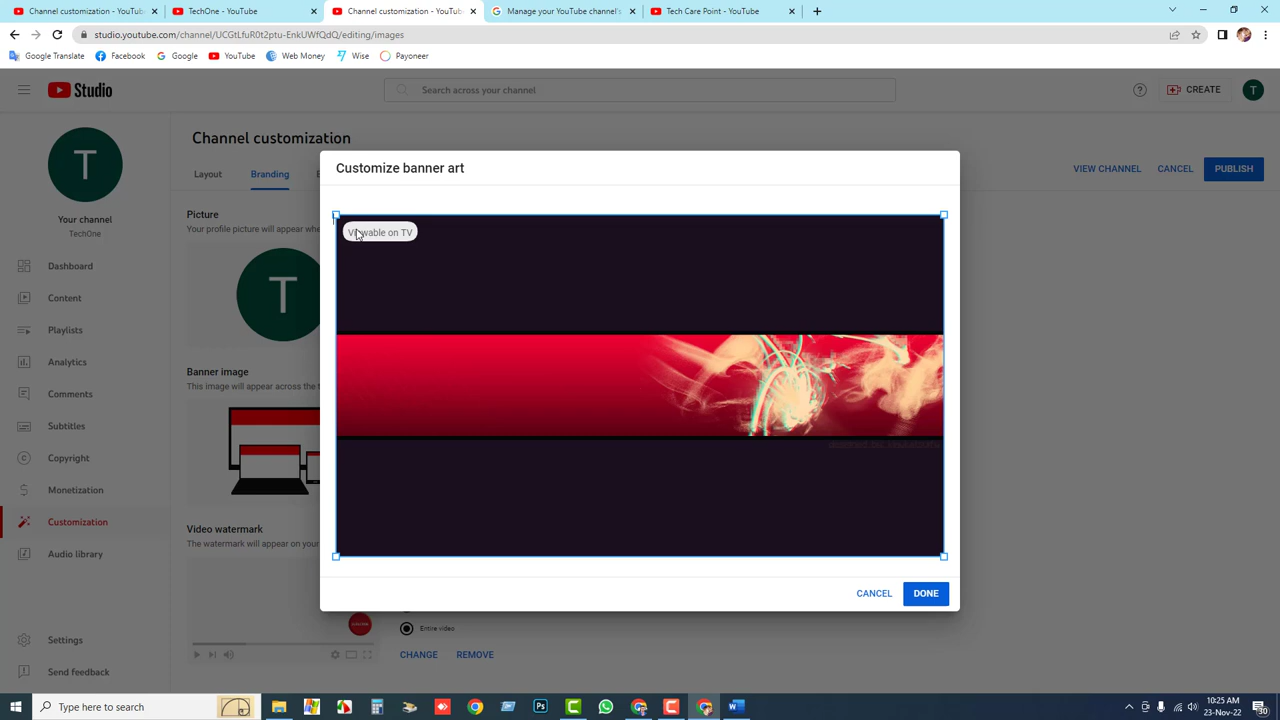 Channel customization - YouTu
TechOne - YouTube
Channel customization - YouTu
Manage your YouTube channel's
Tech Care Point - YouTube
studio.youtube.com/channel/UCGtLfuR0t2ptu-EnkUWfQdQ/editing/images
Google Translate
Facebook
Google
YouTube
Web Money
Wise
Payoneer
Studio
Search across your channel
CREATE
T
T
Your channel
TechOne
Dashboard
Content
Playlists
Analytics
Comments
Subtitles
Copyright
Monetization
Customization
Audio library
Settings
Send feedback
Channel customization
Layout
Branding
VIEW CHANNEL
CANCEL
PUBLISH
Picture
Your profile picture will appear where
T
Banner image
This image will appear across the t
Video watermark
The watermark will appear on your
SUBSCRIBE
Entire video
CHANGE
REMOVE
Customize banner art
Viewable on TV
CANCEL
DONE
Type here to search
10:25 AM
23-Nov-22